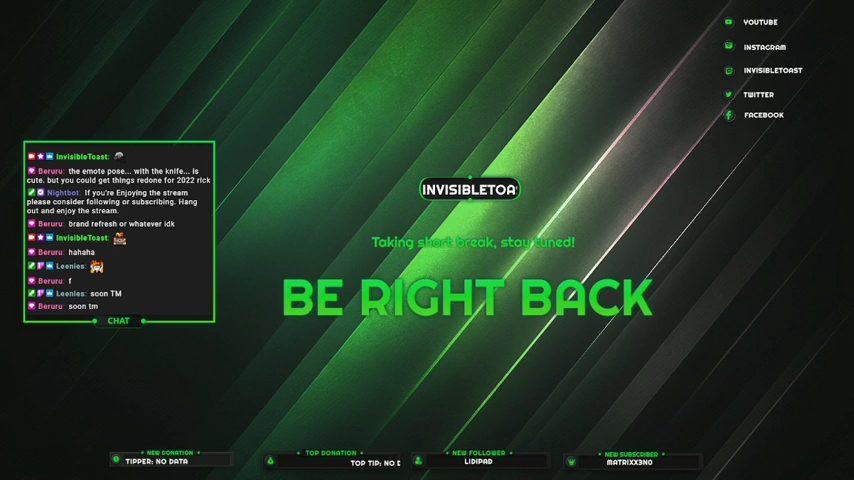 YOUTUBE
INSTAGRAM
INVISIBLETOAST
TWITTER
FACEBOOK
InvisibleToast:
Beruru: the emote pose... with the knife... is
cute. but you could get things redone for 2022 rick
Nightbot: If you're Enjoying the stream
please consider following or subscribing. Hang
out and enjoy the stream.
Beruru: brand refresh or whatever idk
InvisibleToast:
Beruru: hahaha
Leenies:
Beruru: f
Leenies: soon TM
Beruru: soon tm
CHAT
INVISIBLETOA
Taking short break, stay tuned!
BE RIGHT BACK
NEW DONATION
TIPPER: NO DATA
TOP DONATION
TOP TIP: NO D
NEW FOLLOWER
LIDIPAD
NEW SUBSCRIBER
MATRIXX3N0